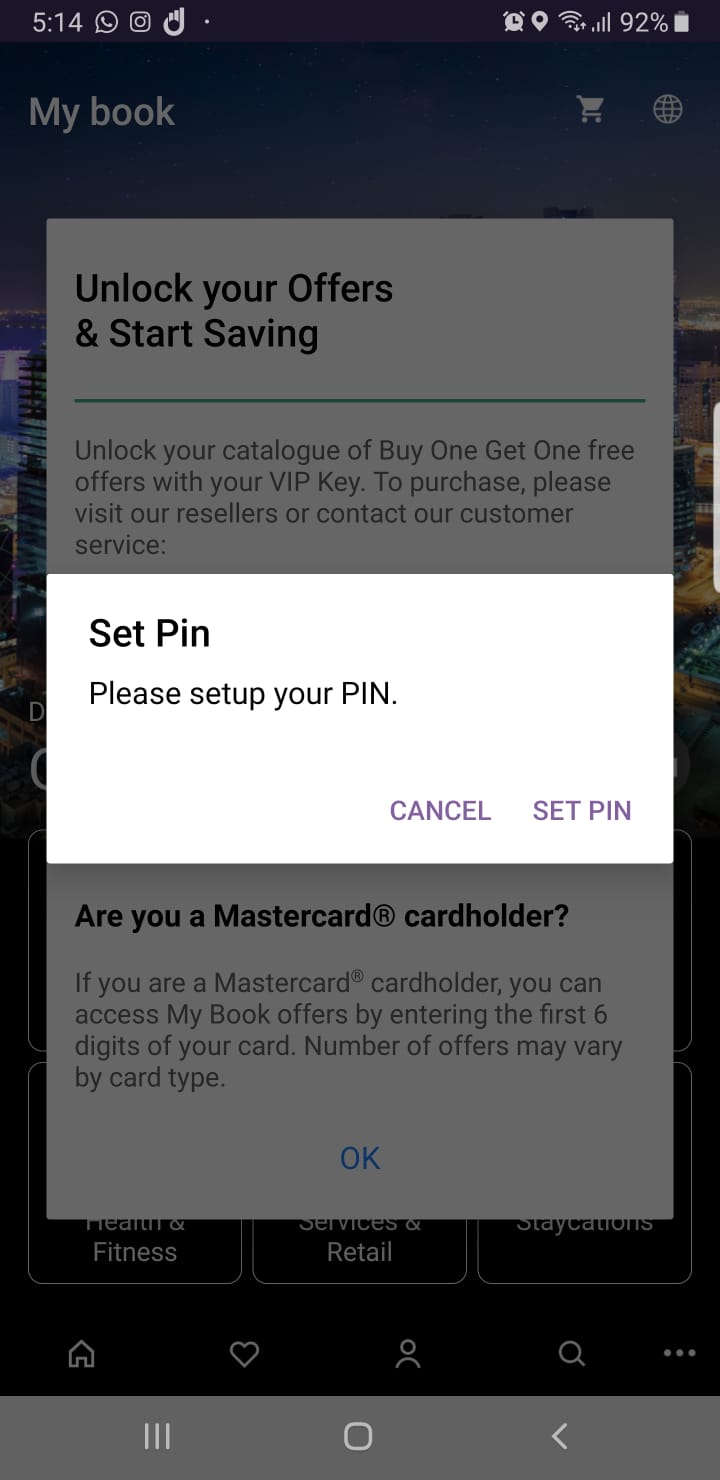 5:14
92%
My book
Unlock your Offers
& Start Saving
Unlock your catalogue of Buy One Get One free
offers with your VIP Key. To purchase, please
visit our resellers or contact our customer
service:
Set Pin
Please setup your PIN.
D
CANCEL SET PIN
Are you a Mastercard® cardholder?
If you are a Mastercard® cardholder, you can
access My Book offers by entering the first 6
digits of your card. Number of offers may vary
by card type.
OK
Health &
Fitness
Services &
Retail
Staycations